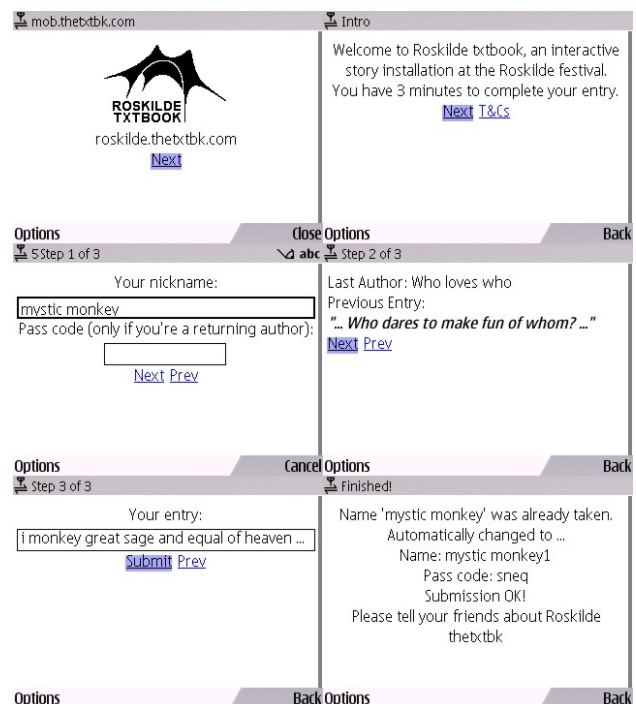 mob.thetxtbk.com
ROSKILDE
TXTBOOK
roskilde.thetxtbk.com
Next
Options Close
Intro
Welcome to Roskilde txtbook, an interactive
story installation at the Roskilde festival.
You have 3 minutes to complete your entry.
Next T&Cs
Options Back
5Step 1 of 3 abc
Your nickname:
mystic monkey
Pass code (only if you're a returning author):
Next Prev
Options Cancel
Step 2 of 3
Last Author: Who loves who
Previous Entry:
"... Who dares to make fun of whom? ..."
Next Prev
Options Back
Step 3 of 3
Your entry:
i monkey great sage and equal of heaven ...
Submit Prev
Options Back
Finished!
Name 'mystic monkey' was already taken.
Automatically changed to ...
Name: mystic monkey1
Pass code: sneq
Submission OK!
Please tell your friends about Roskilde
thetxtbk
Options Back